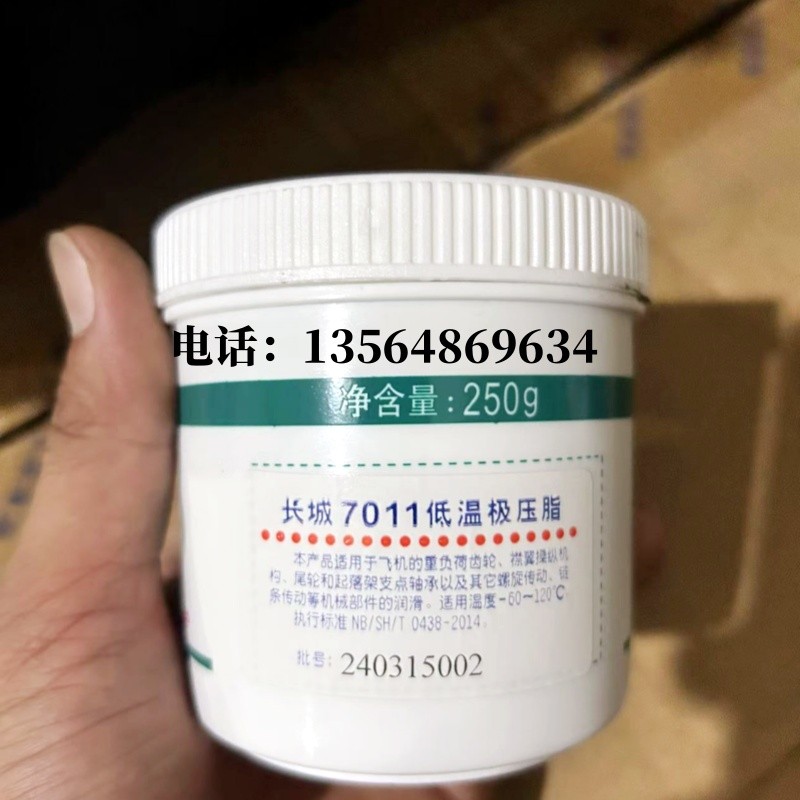 电话：13564869634
净含量：250g
长城 7011低温极压脂
本产品适用于飞机的重负荷齿轮、襟翼操纵机
构、尾轮和起落架支点轴承以及其它螺旋传动、链
条传动等机械部件的润滑。适用温度-60～120℃。
执行标准 NB/SH/T 0438-2014。
批号：240315002